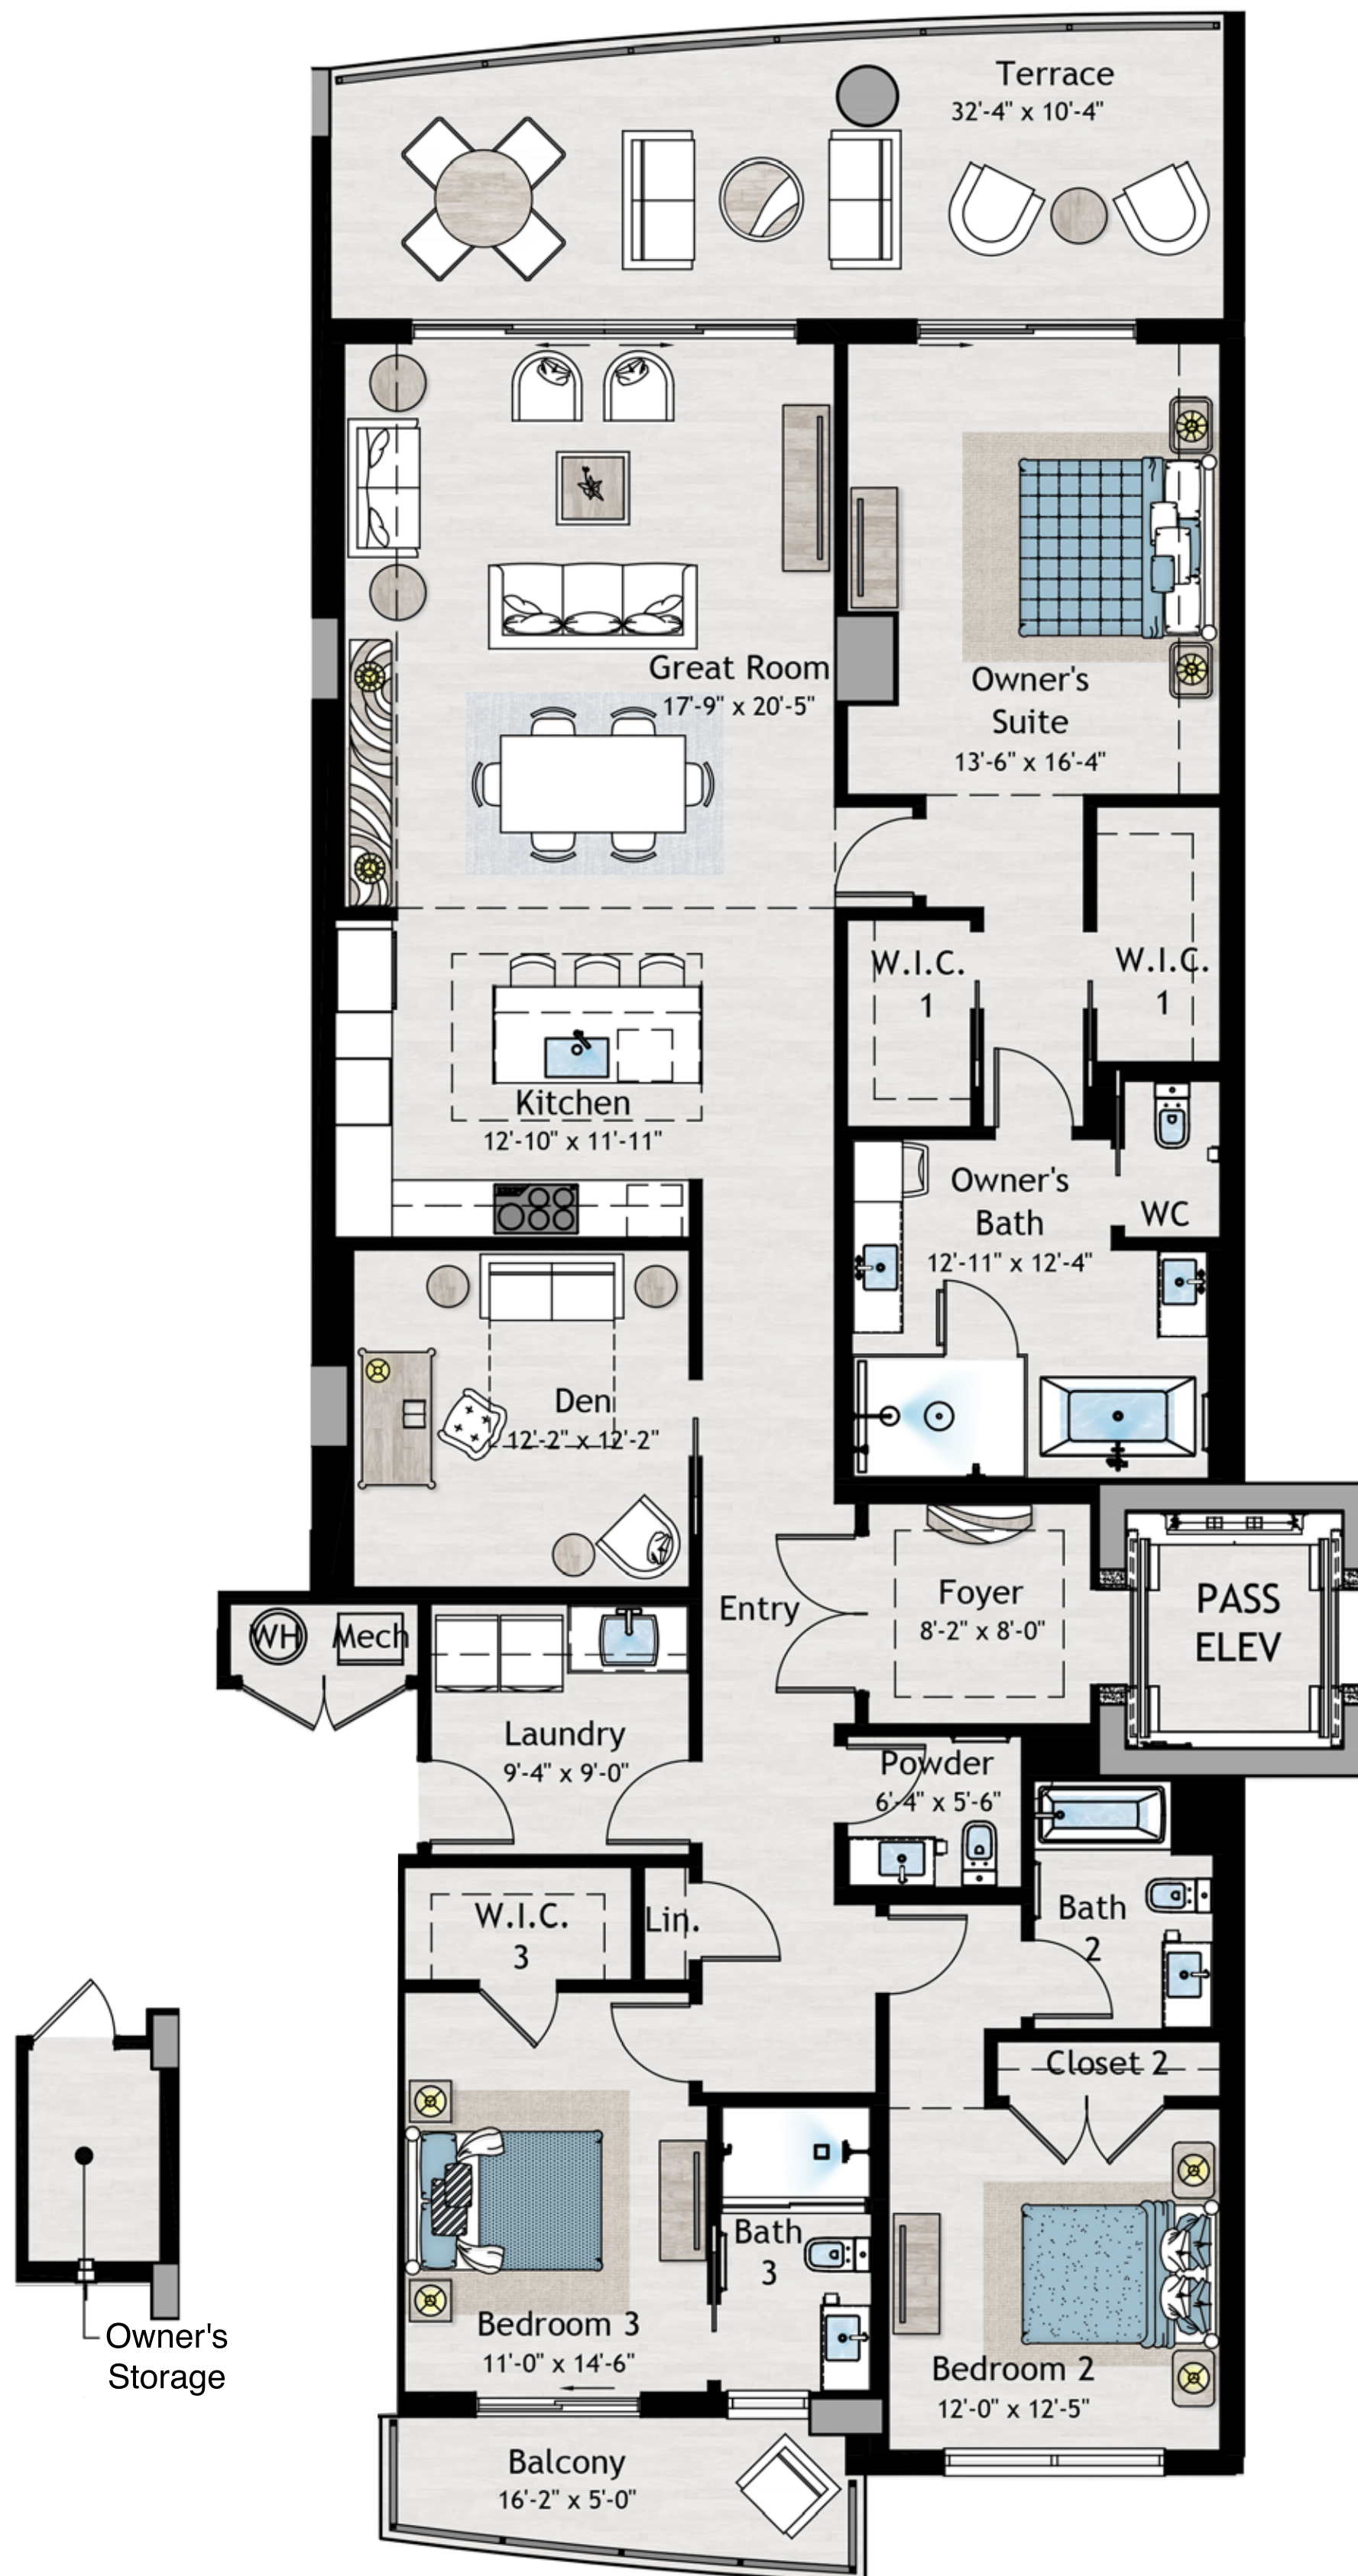 Terrace
32'-4" x 10'-4"
Great Room
17'-9" x 20'-5"
Owner's
Suite
13'-6" x 16'-4"
W.I.C.
1
W.I.C.
1
Kitchen
12'-10" x 11'-11"
Owner's
Bath
12'-11" x 12'-4"
WC
Den
12'-2" x 12'-2"
Entry
Foyer
8'-2" x 8'-0"
PASS
ELEV
WH
Mech
Laundry
9'-4" x 9'-0"
Powder
6'-4" x 5'-6"
W.I.C.
3
Lin.
Bath
2
Closet 2
Bath
3
Bedroom 3
11'-0" x 14'-6"
Bedroom 2
12'-0" x 12'-5"
Owner's
Storage
Balcony
16'-2" x 5'-0"